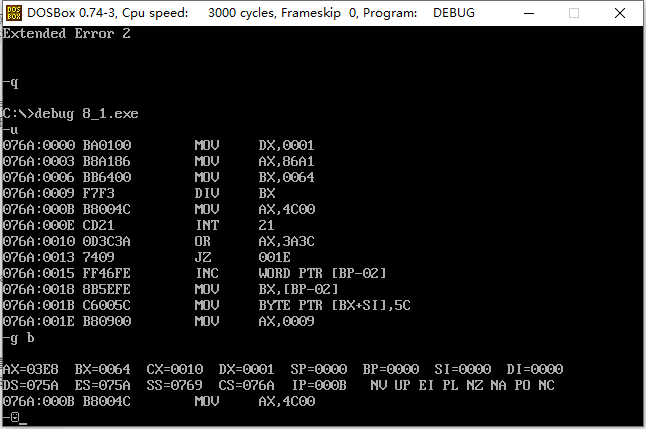 DOSBox 0.74-3, Cpu speed: 3000 cycles, Frameskip 0, Program: DEBUG
Extended Error 2
-q
C:\>debug 8_1.exe
-u
076A:0000 BA0100 MOV DX,0001
076A:0003 B8A186 MOV AX,86A1
076A:0006 BB6400 MOV BX,0064
076A:0009 F7F3 DIV BX
076A:000B B8004C MOV AX,4C00
076A:000E CD21 INT 21
076A:0010 0D3C3A OR AX,3A3C
076A:0013 7409 JZ 001E
076A:0015 FF46FE INC WORD PTR [BP-02]
076A:0018 8B5EFE MOV BX,[BP-02]
076A:001B C6005C MOV BYTE PTR [BX+SI],5C
076A:001E B80900 MOV AX,0009
-g b
AX=03E8 BX=0064 CX=0010 DX=0001 SP=0000 BP=0000 SI=0000 DI=0000
DS=075A ES=075A SS=0769 CS=076A IP=000B NV UP EI PL NZ NA PO NC
076A:000B B8004C MOV AX,4C00
-